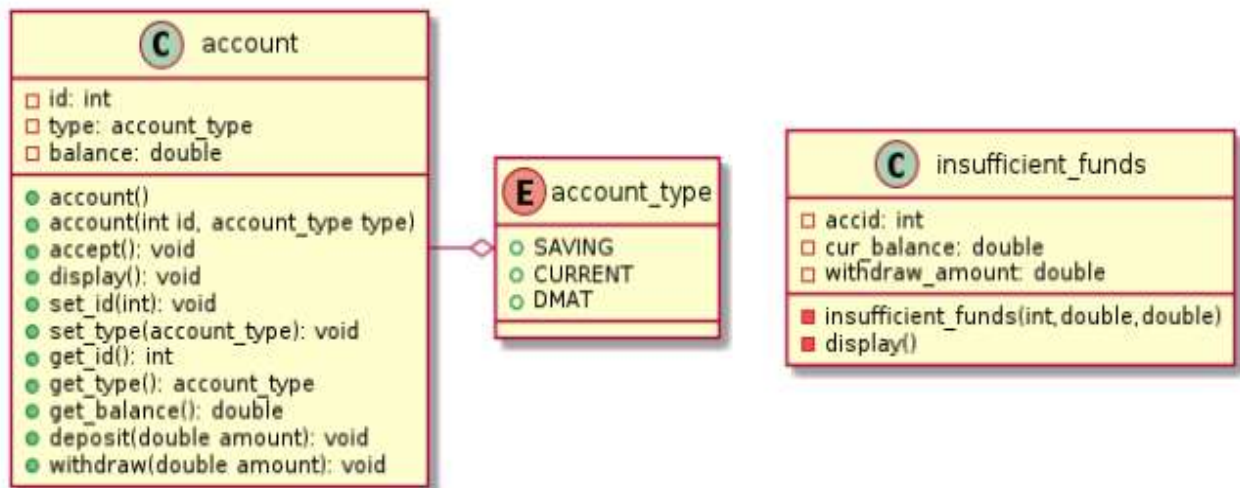 C account
id: int
type: account_type
balance: double
account()
account(int id, account_type type)
accept(): void
display(): void
set_id(int): void
set_type(account_type): void
get_id(): int
get_type(): account_type
get_balance(): double
deposit(double amount): void
withdraw(double amount): void
E account_type
SAVING
CURRENT
DMAT
C insufficient_funds
accid: int
cur_balance: double
withdraw_amount: double
insufficient_funds(int,double,double)
display()